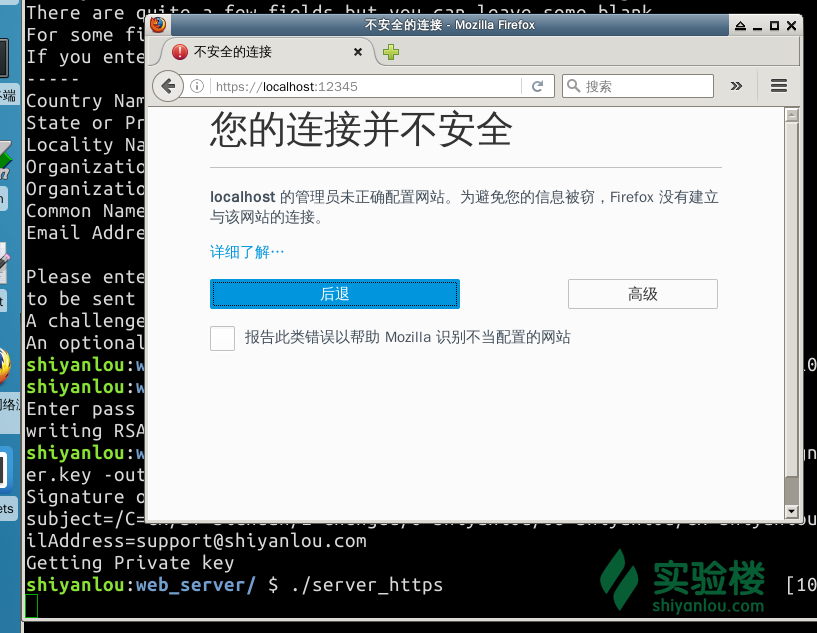 There are quite a few fields but you can leave some blank
For some fi
If you ente
-----
Country Nam
State or Pr
Locality Na
Organizatio
Organizatio
Common Name
Email Addre
Please ente
to be sent
A challenge
An optional
shiyanlou:w
shiyanlou:w
Enter pass
writing RSA
shiyanlou:w
er.key -out
Signature o
ilAddress=support@shiyanlou.com
Getting Private key
shiyanlou:web_server/ $ ./server_https [10
不安全的连接 - Mozilla Firefox
不安全的连接
https://localhost:12345
搜索
您的连接并不安全
localhost 的管理员未正确配置网站。为避免您的信息被窃，Firefox 没有建立
与该网站的连接。
详细了解…
后退
高级
报告此类错误以帮助 Mozilla 识别不当配置的网站
实验楼
shiyanlou.com